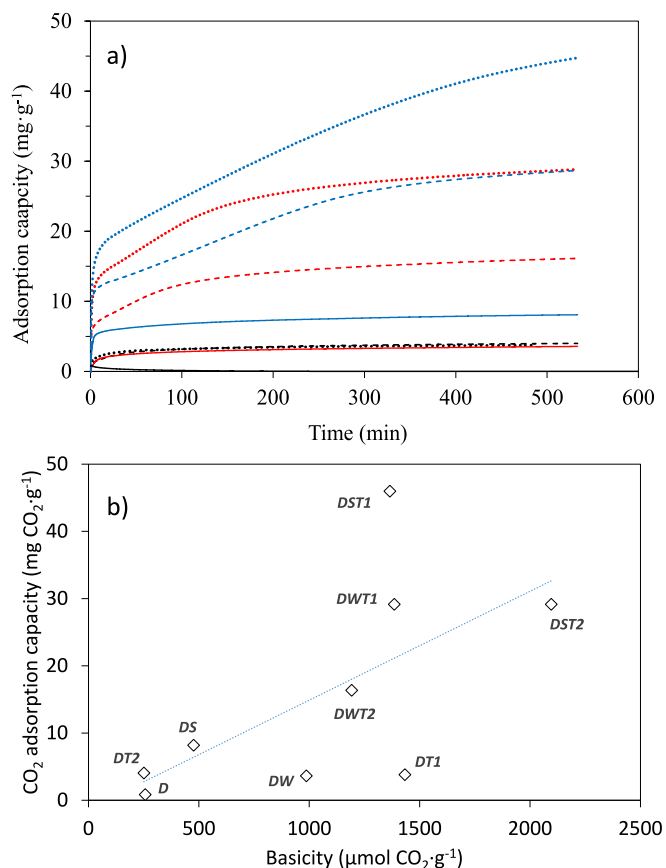 a)
Adsorption caapcity (mg·g⁻¹)
50
40
30
20
10
0
0 100 200 300 400 500 600
Time (min)
b)
CO₂ adsorption capacity (mg CO₂·g⁻¹)
50
40
30
20
10
0
DST1
DWT1
DST2
DWT2
DS
DT2
D
DW
DT1
0 500 1000 1500 2000 2500
Basicity (μmol CO₂·g⁻¹)